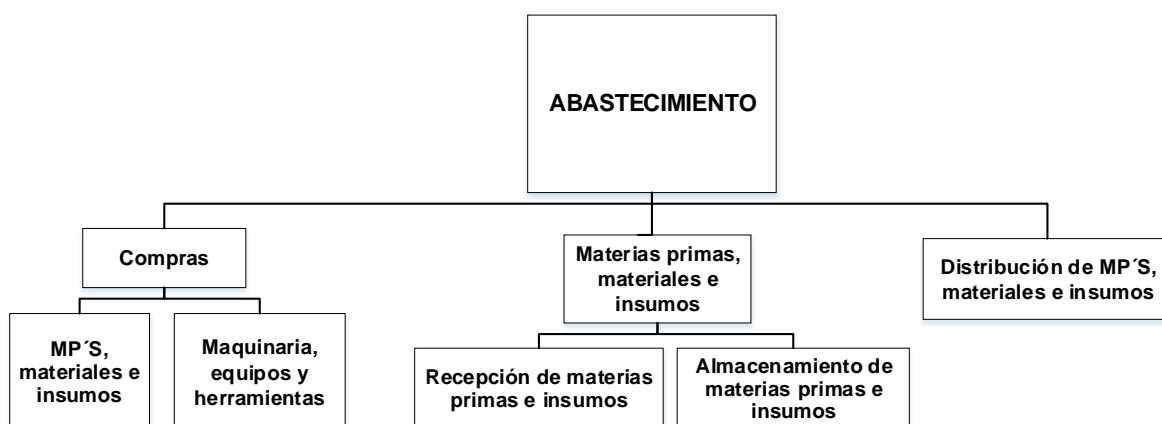 ABASTECIMIENTO
Compras
Materias primas,
materiales e
insumos
Distribución de MP´S,
materiales e insumos
MP´S,
materiales e
insumos
Maquinaria,
equipos y
herramientas
Recepción de materias
primas e insumos
Almacenamiento de
materias primas e
insumos